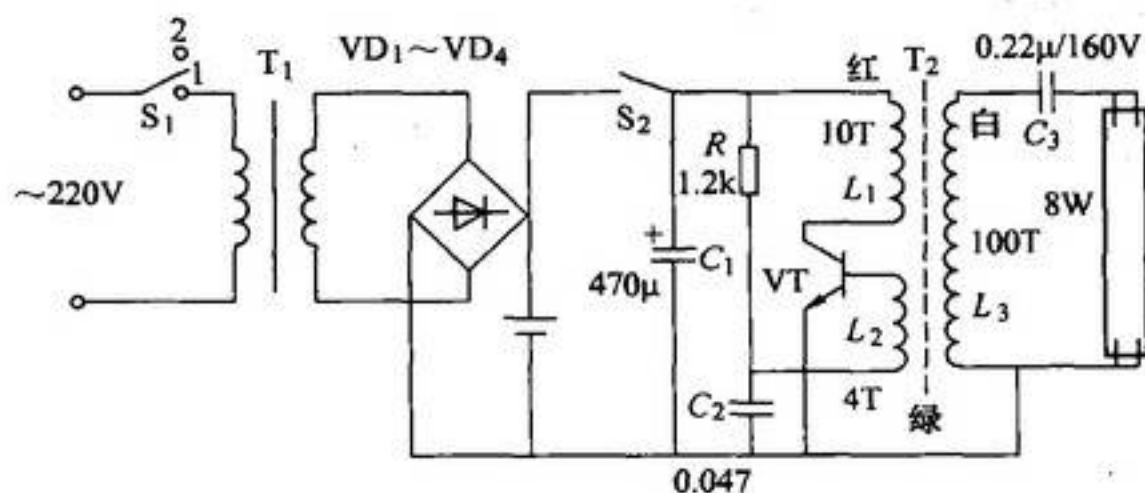 2
1
S₁
~220V
T₁
VD₁~VD₄
S₂
R
1.2k
C₁
+
470μ
C₂
0.047
VT
红
T₂
10T
L₁
L₂
4T
绿
白
100T
L₃
0.22μ/160V
C₃
8W